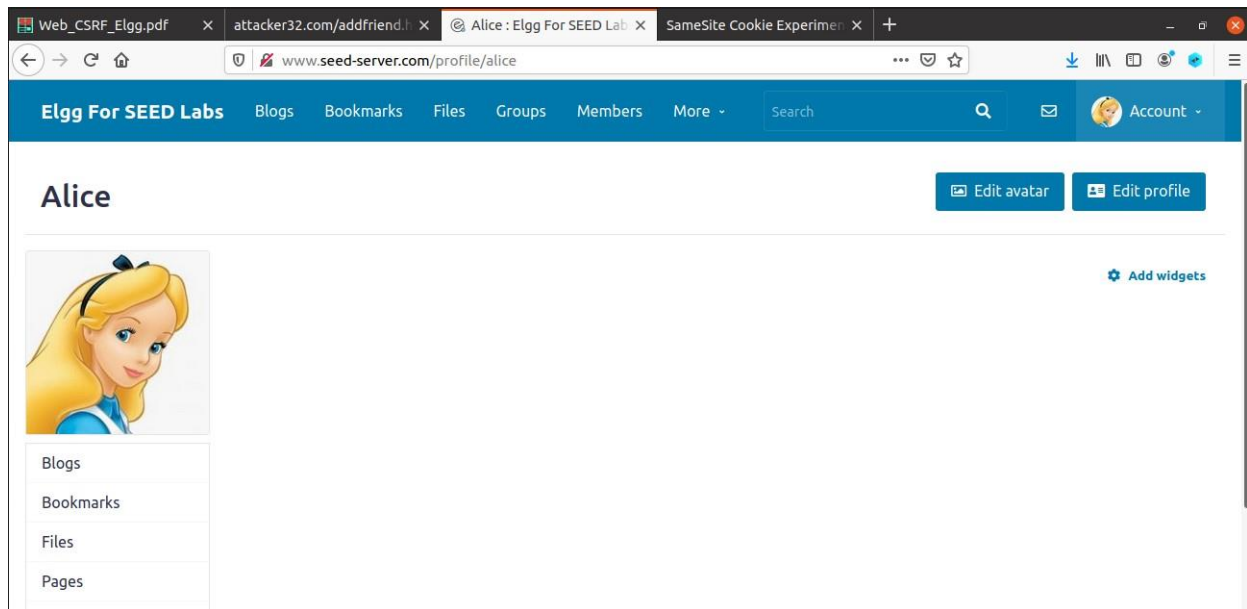 Web_CSRF_Elgg.pdf attacker32.com/addfriend.h Alice : Elgg For SEED Lab SameSite Cookie Experimen
www.seed-server.com/profile/alice
Elgg For SEED Labs Blogs Bookmarks Files Groups Members More Search Account
Alice Edit avatar Edit profile
Add widgets
Blogs
Bookmarks
Files
Pages